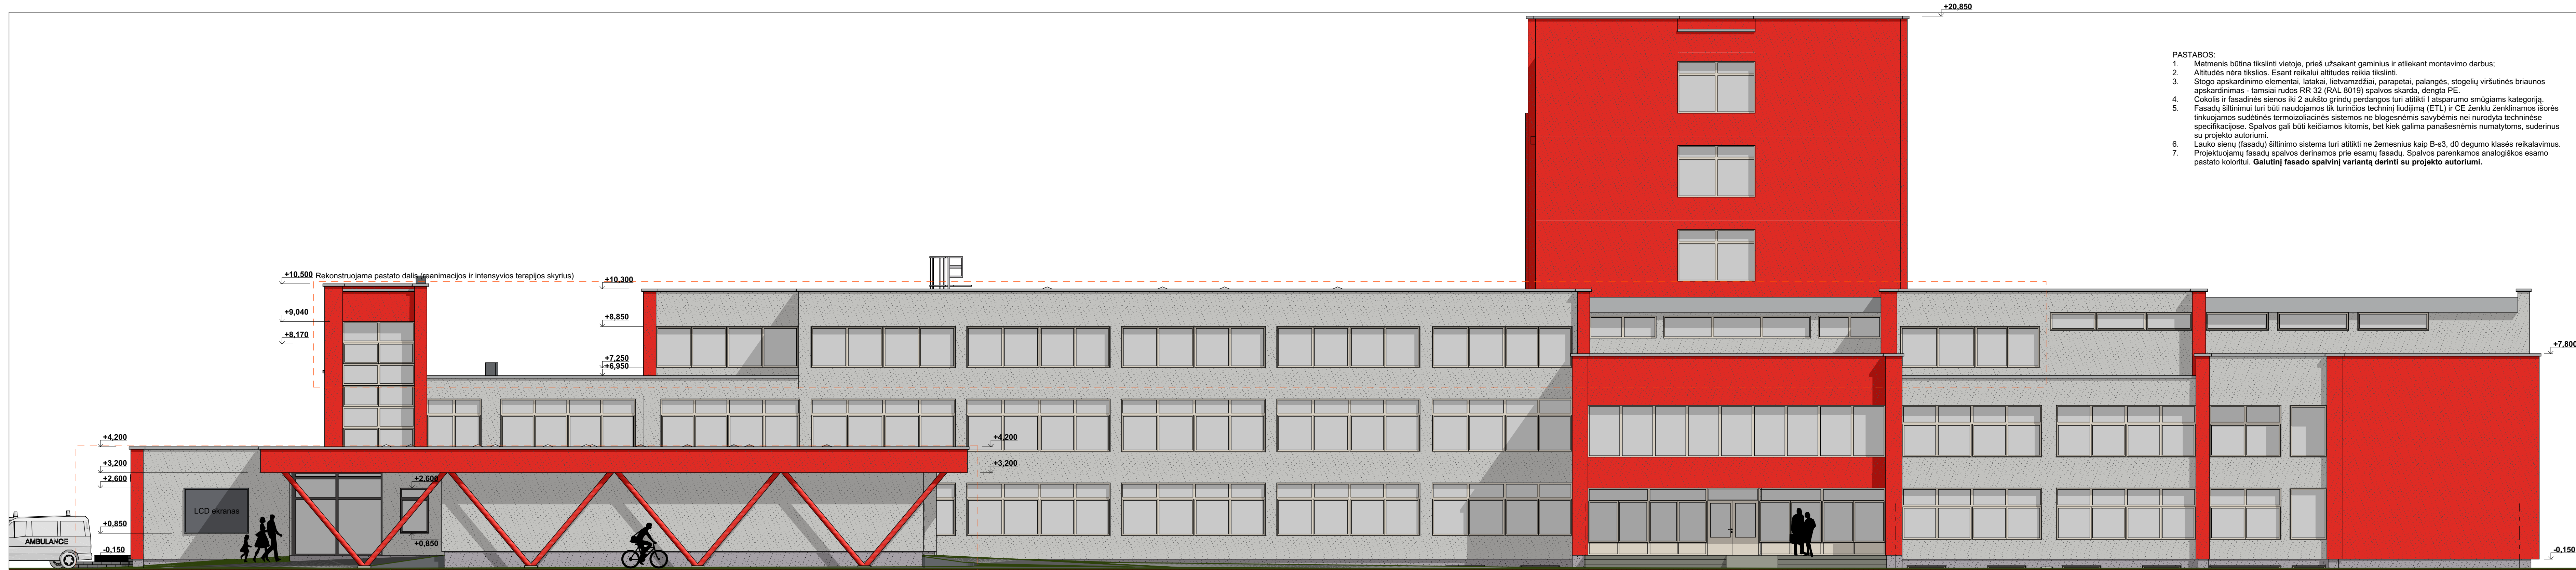 +20,850
PASTABOS:
1. Matmenis būtina tikslinti vietoje, prieš užsakant gaminius ir atliekant montavimo darbus;
2. Altitudės nėra tikslios. Esant reikalui altitudes reikia tikslinti.
3. Stogo apskardinimo elementai, latakai, lietvamzdžiai, parapetai, palangės, stogelių viršutinės briaunos
apskardinimas - tamsiai rudos RR 32 (RAL 8019) spalvos skarda, dengta PE.
4. Cokolis ir fasadinės sienos iki 2 aukšto grindų perdangos turi atitikti I atsparumo smūgiams kategoriją.
5. Fasadų šiltinimui turi būti naudojamos tik turinčios techninį liudijimą (ETL) ir CE ženklu ženklinamos išorės
tinkuojamos sudėtinės termoizoliacinės sistemos ne blogesnėmis savybėmis nei nurodyta techninėse
specifikacijose. Spalvos gali būti keičiamos kitomis, bet kiek galima panašesnėmis numatytoms, suderinus
su projekto autoriumi.
6. Lauko sienų (fasadų) šiltinimo sistema turi atitikti ne žemesnius kaip B-s3, d0 degumo klasės reikalavimus.
7. Projektuojamų fasadų spalvos derinamos prie esamų fasadų. Spalvos parenkamos analogiškos esamo
pastato koloritui. Galutinį fasado spalvinį variantą derinti su projekto autoriumi.
+10,500
Rekonstruojama pastato dalis (reanimacijos ir intensyvios terapijos skyrius)
+10,300
+9,040
+8,850
+8,170
+7,250
+6,950
+7,800
+4,200
+4,200
+3,200
+3,200
+2,600
+2,600
LCD ekranas
+0,850
+0,850
AMBULANCE
-0,150
-0,150